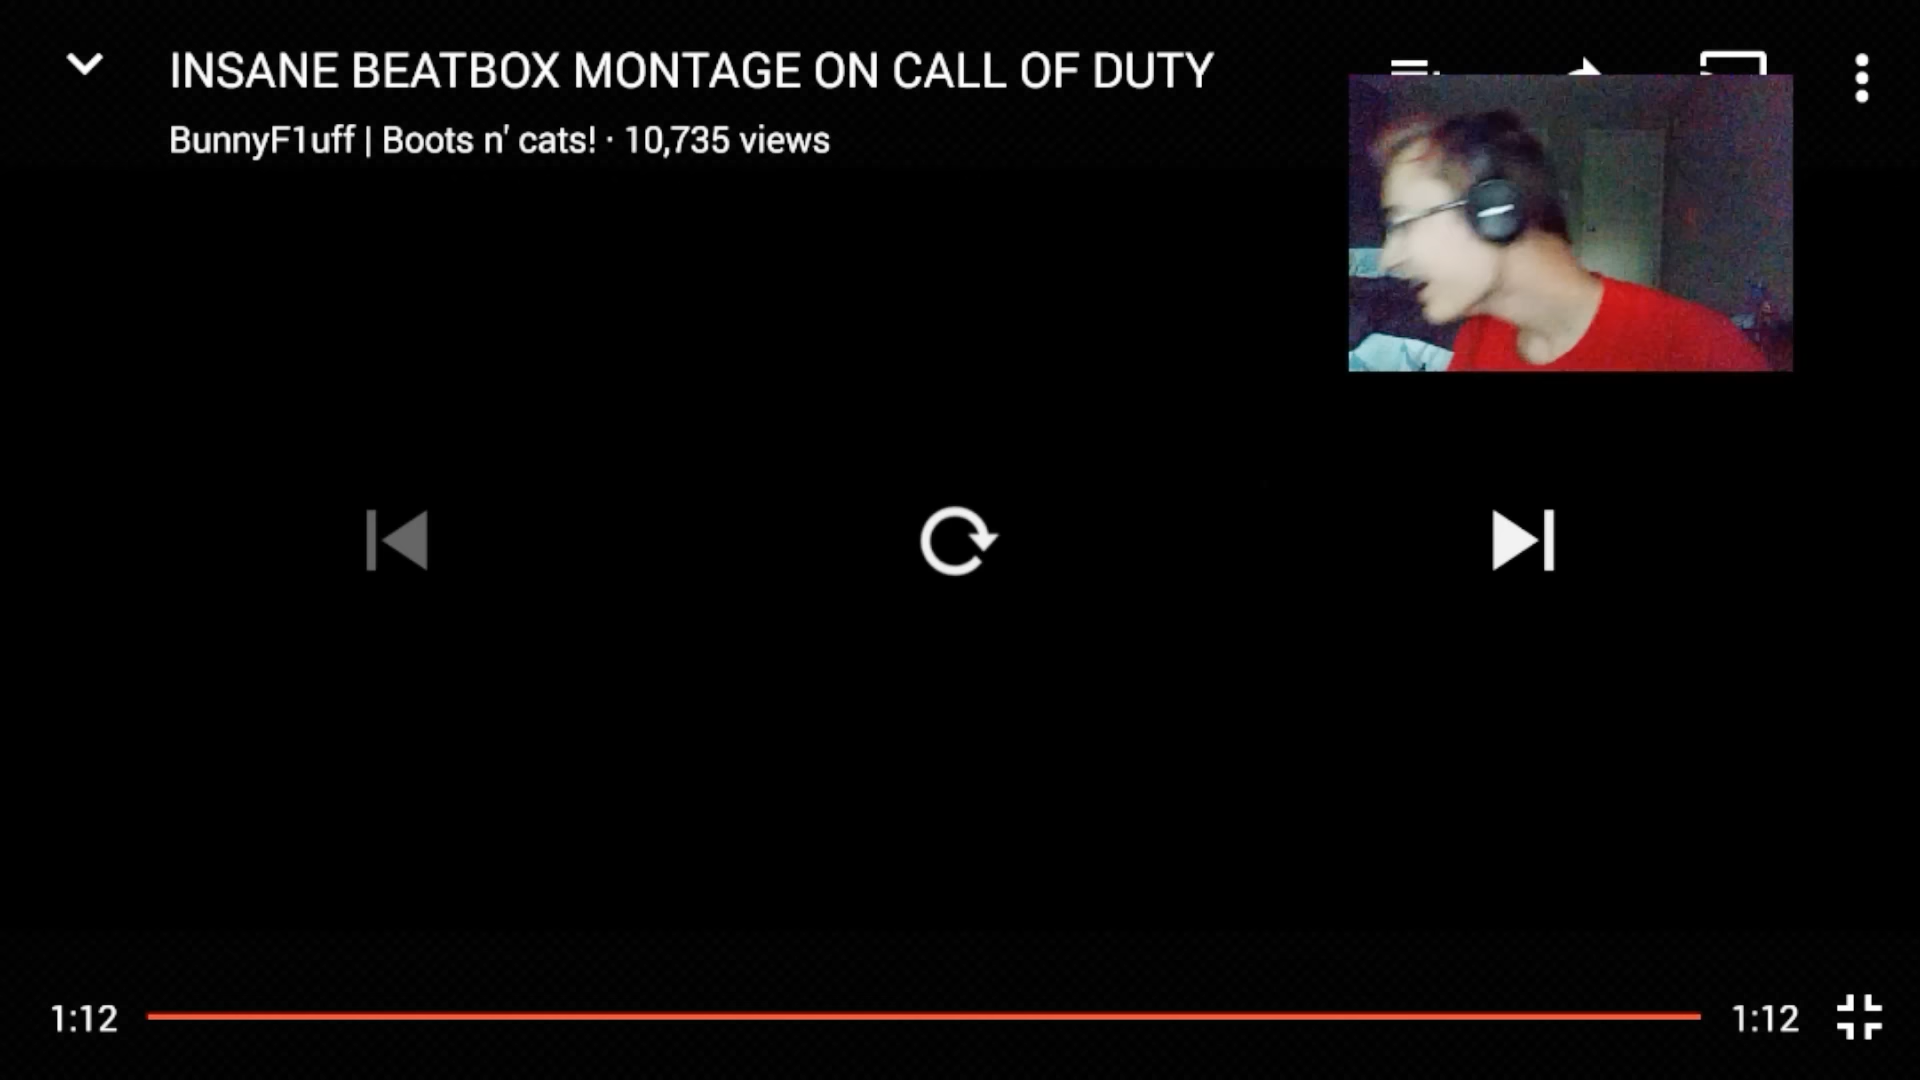 INSANE BEATBOX MONTAGE ON CALL OF DUTY
BunnyF1uff | Boots n' cats! · 10,735 views
1:12
1:12